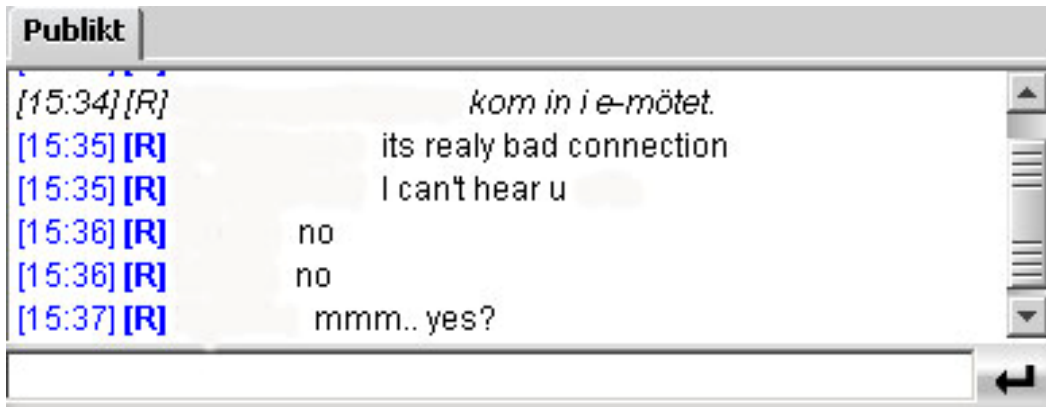 Publikt
[15:34] [R] kom in i e-mötet.
[15:35] [R] its realy bad connection
[15:35] [R] I can't hear u
[15:36] [R] no
[15:36] [R] no
[15:37] [R] mmm.. yes?